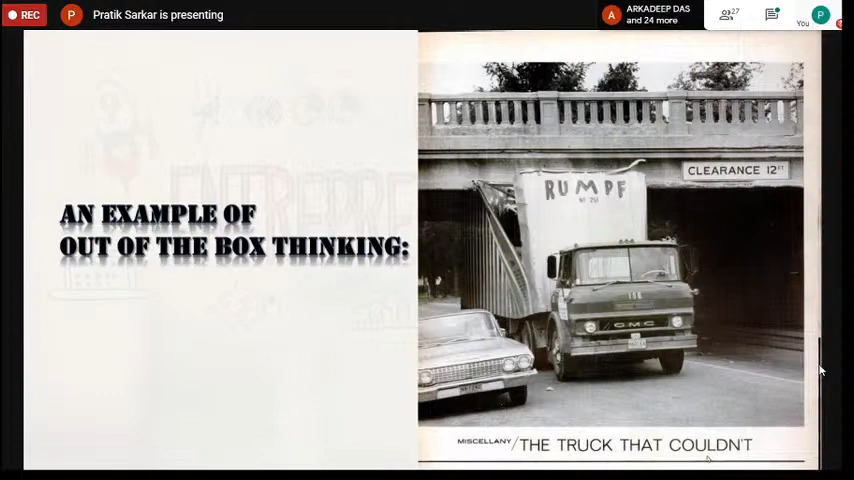 REC
P
Pratik Sarkar is presenting
A
ARKADEEP DAS
and 24 more
27
P
You
AN EXAMPLE OF
OUT OF THE BOX THINKING:
CLEARANCE 12FT
RUMPF
GMC
MISCELLANY/THE TRUCK THAT COULDN'T